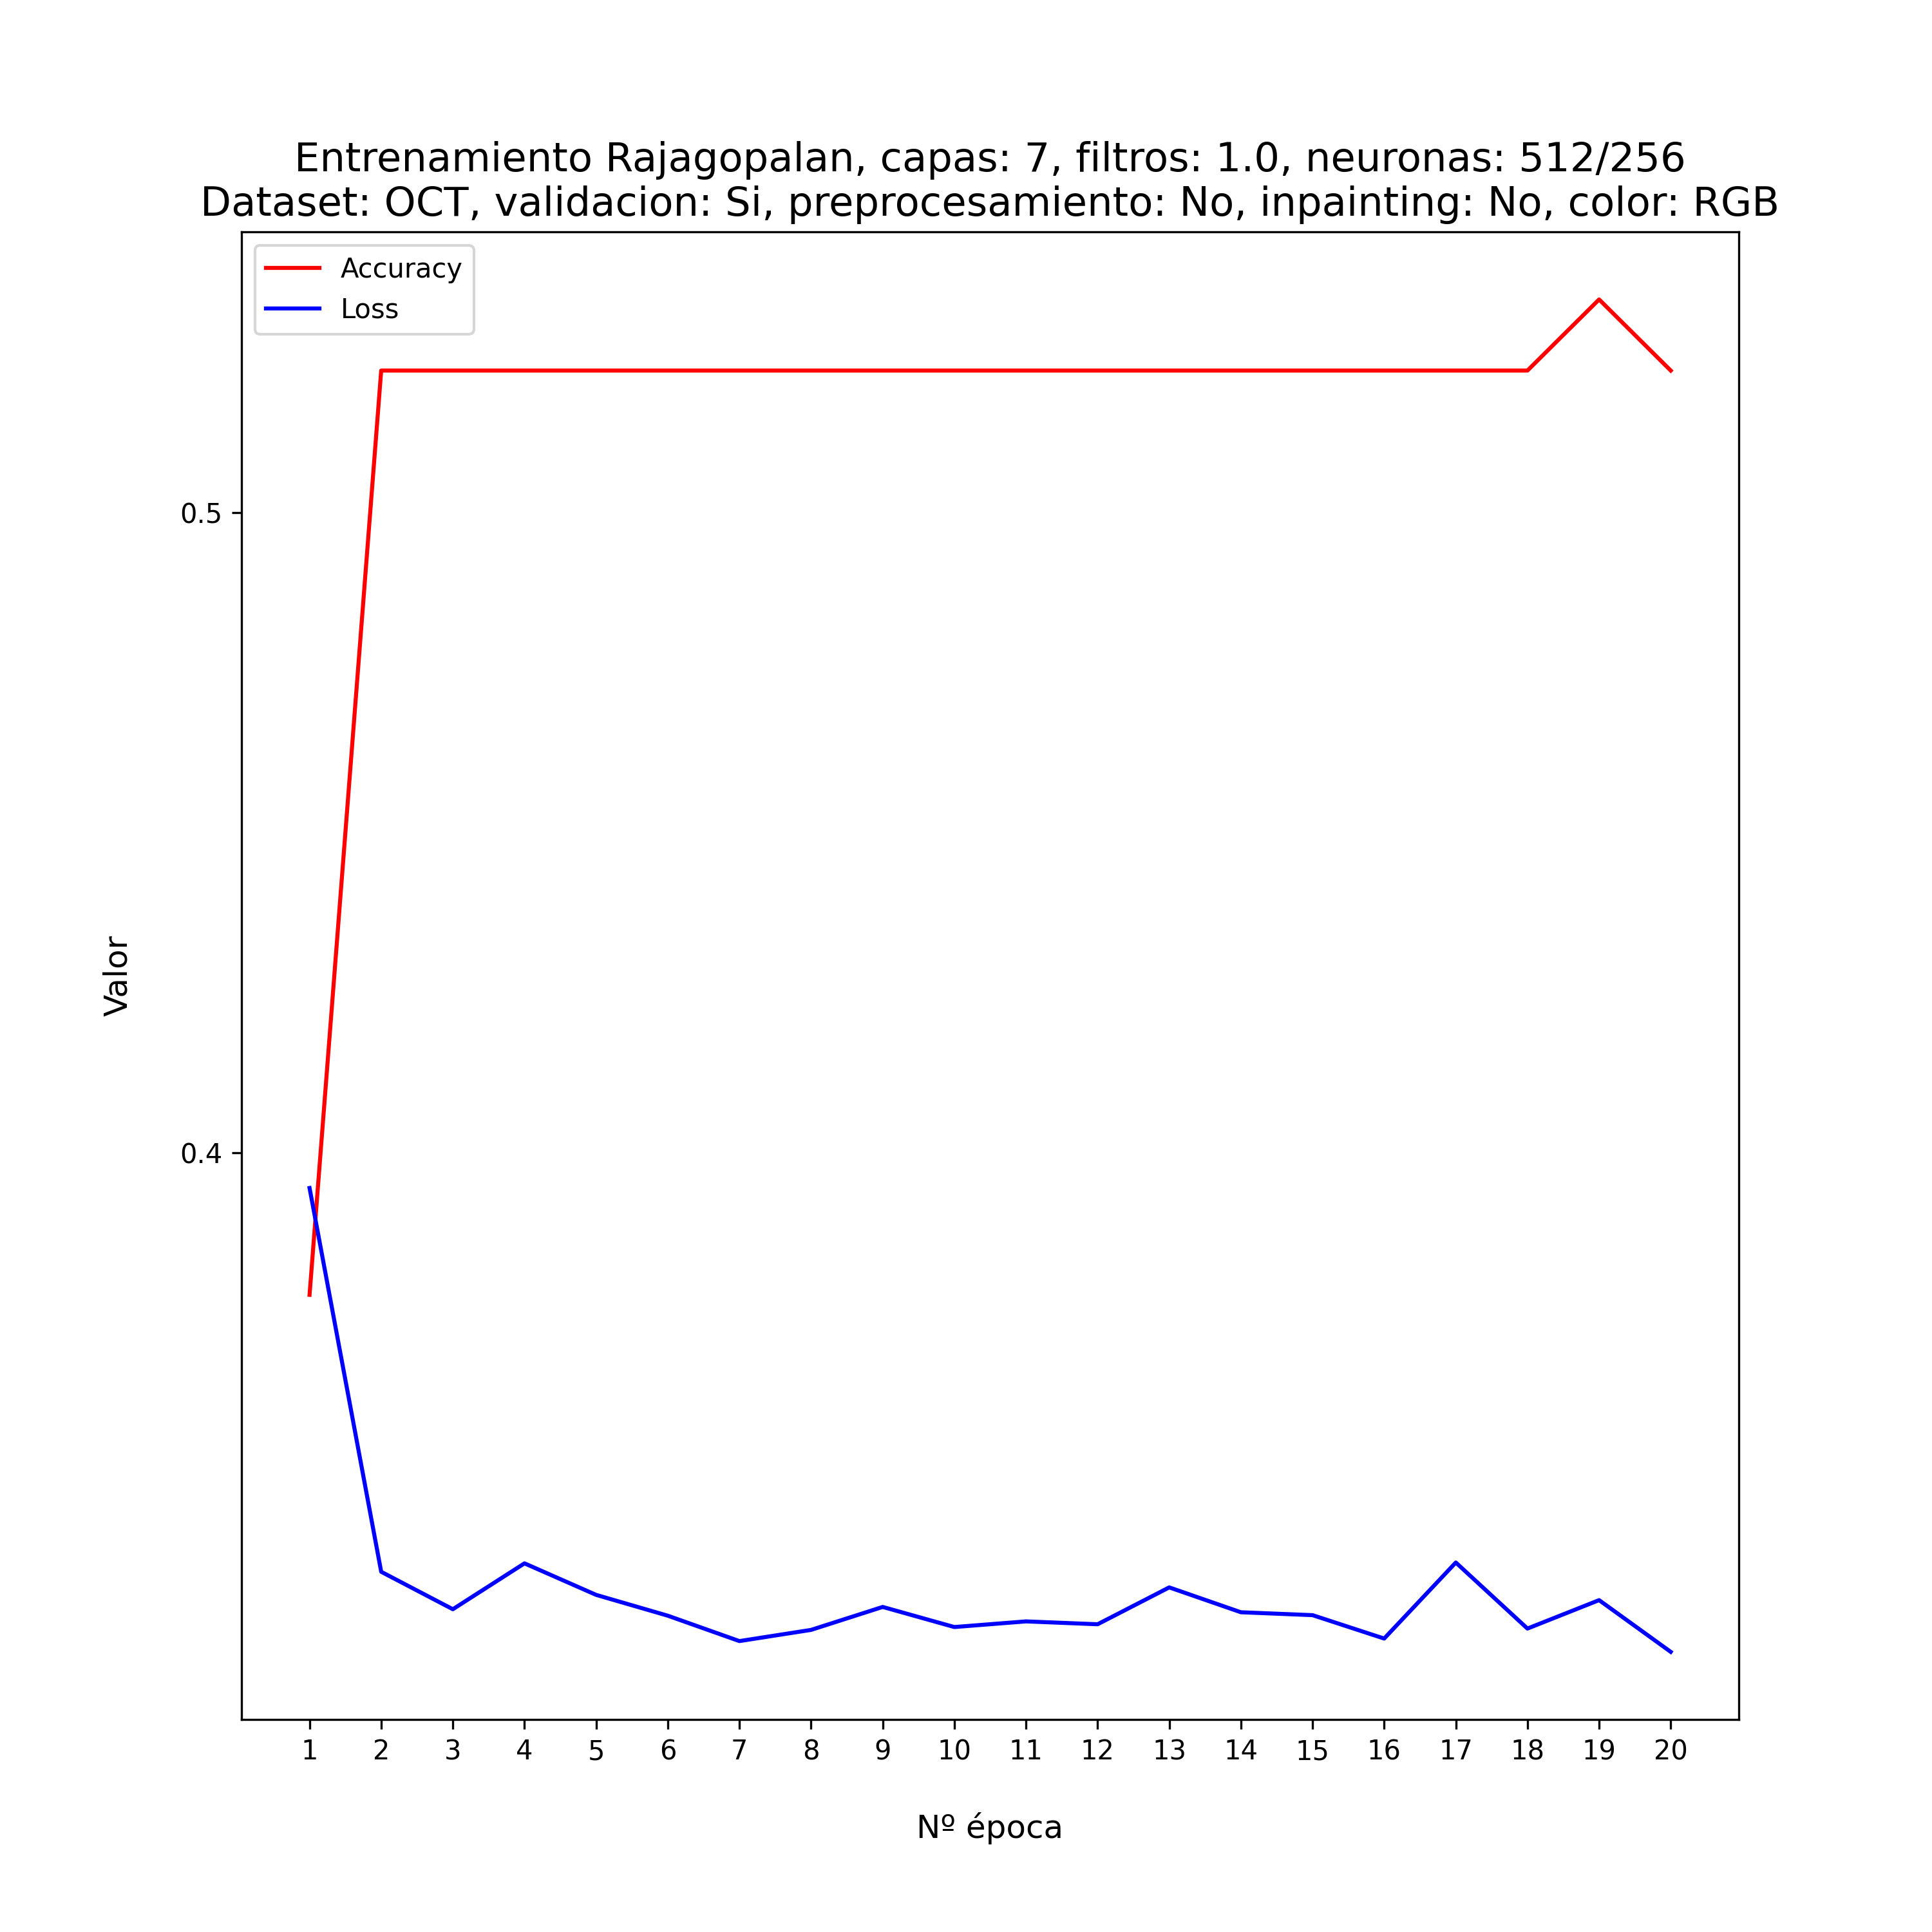 Entrenamiento Rajagopalan, capas: 7, filtros: 1.0, neuronas: 512/256
Dataset: OCT, validacion: Si, preprocesamiento: No, inpainting: No, color: RGB
Accuracy
Loss
0.5
0.4
Valor
1 2 3 4 5 6 7 8 9 10 11 12 13 14 15 16 17 18 19 20
Nº época